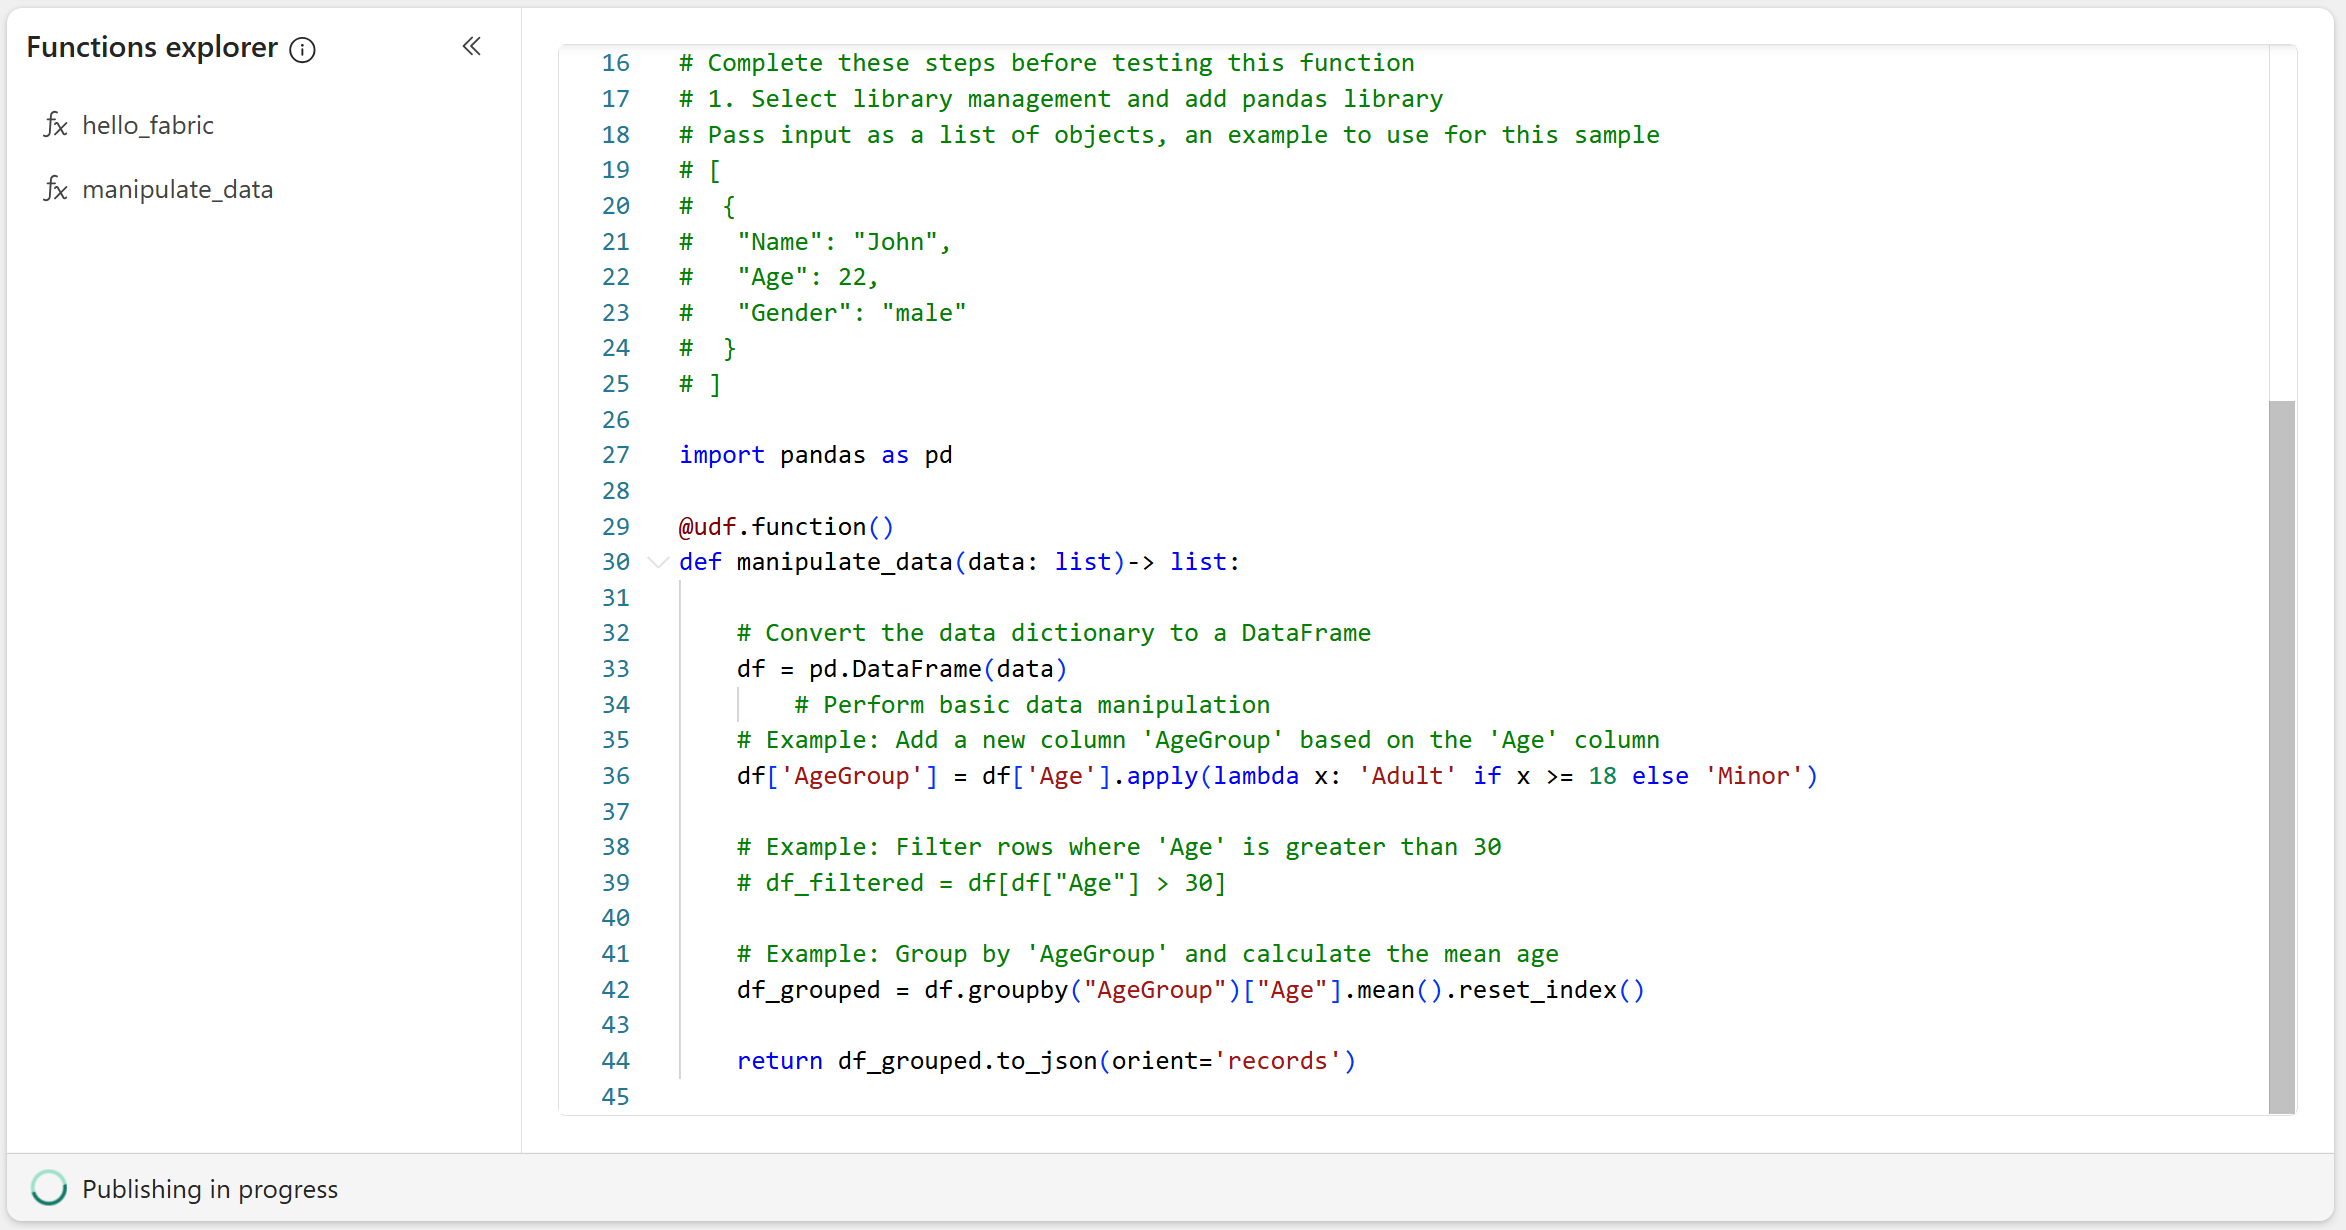 Functions explorer
hello_fabric
manipulate_data
16 # Complete these steps before testing this function
17 # 1. Select library management and add pandas library
18 # Pass input as a list of objects, an example to use for this sample
19 # [
20 #  {
21 #   "Name": "John",
22 #   "Age": 22,
23 #   "Gender": "male"
24 #  }
25 # ]
26
27 import pandas as pd
28
29 @udf.function()
30 def manipulate_data(data: list)-> list:
31
32     # Convert the data dictionary to a DataFrame
33     df = pd.DataFrame(data)
34         # Perform basic data manipulation
35     # Example: Add a new column 'AgeGroup' based on the 'Age' column
36     df['AgeGroup'] = df['Age'].apply(lambda x: 'Adult' if x >= 18 else 'Minor')
37
38     # Example: Filter rows where 'Age' is greater than 30
39     # df_filtered = df[df["Age"] > 30]
40
41     # Example: Group by 'AgeGroup' and calculate the mean age
42     df_grouped = df.groupby("AgeGroup")["Age"].mean().reset_index()
43
44     return df_grouped.to_json(orient='records')
45
Publishing in progress